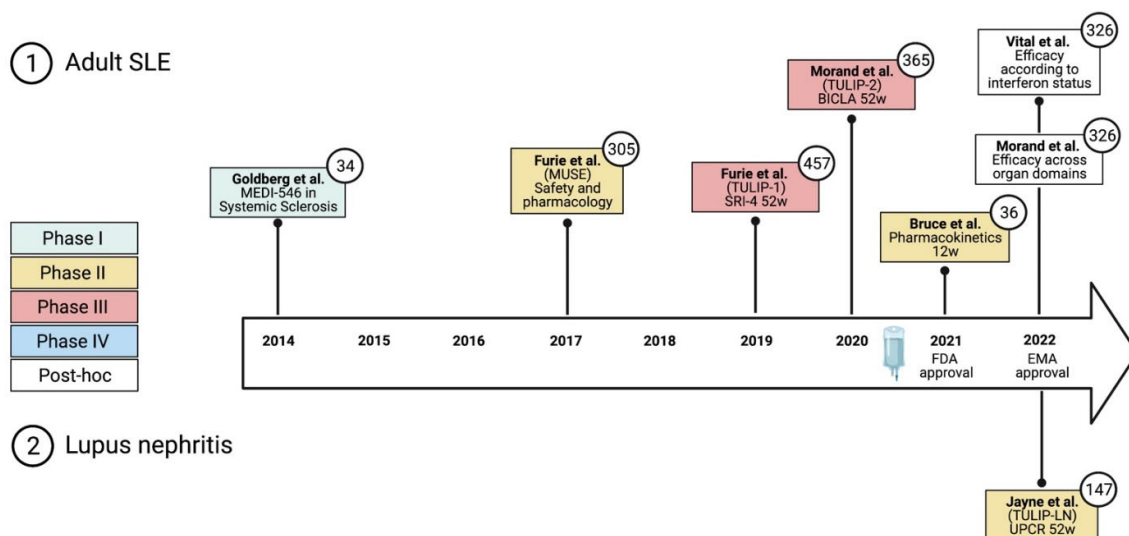 1 Adult SLE
34
Goldberg et al.
MEDI-546 in
Systemic Sclerosis
305
Furie et al.
(MUSE)
Safety and
pharmacology
457
Furie et al.
(TULIP-1)
SRI-4 52w
365
Morand et al.
(TULIP-2)
BICLA 52w
36
Bruce et al.
Pharmacokinetics
12w
326
Vital et al.
Efficacy
according to
interferon status
326
Morand et al.
Efficacy across
organ domains
Phase I
Phase II
Phase III
Phase IV
Post-hoc
2014 2015 2016 2017 2018 2019 2020 2021 2022
FDA
approval
EMA
approval
2 Lupus nephritis
147
Jayne et al.
(TULIP-LN)
UPCR 52w